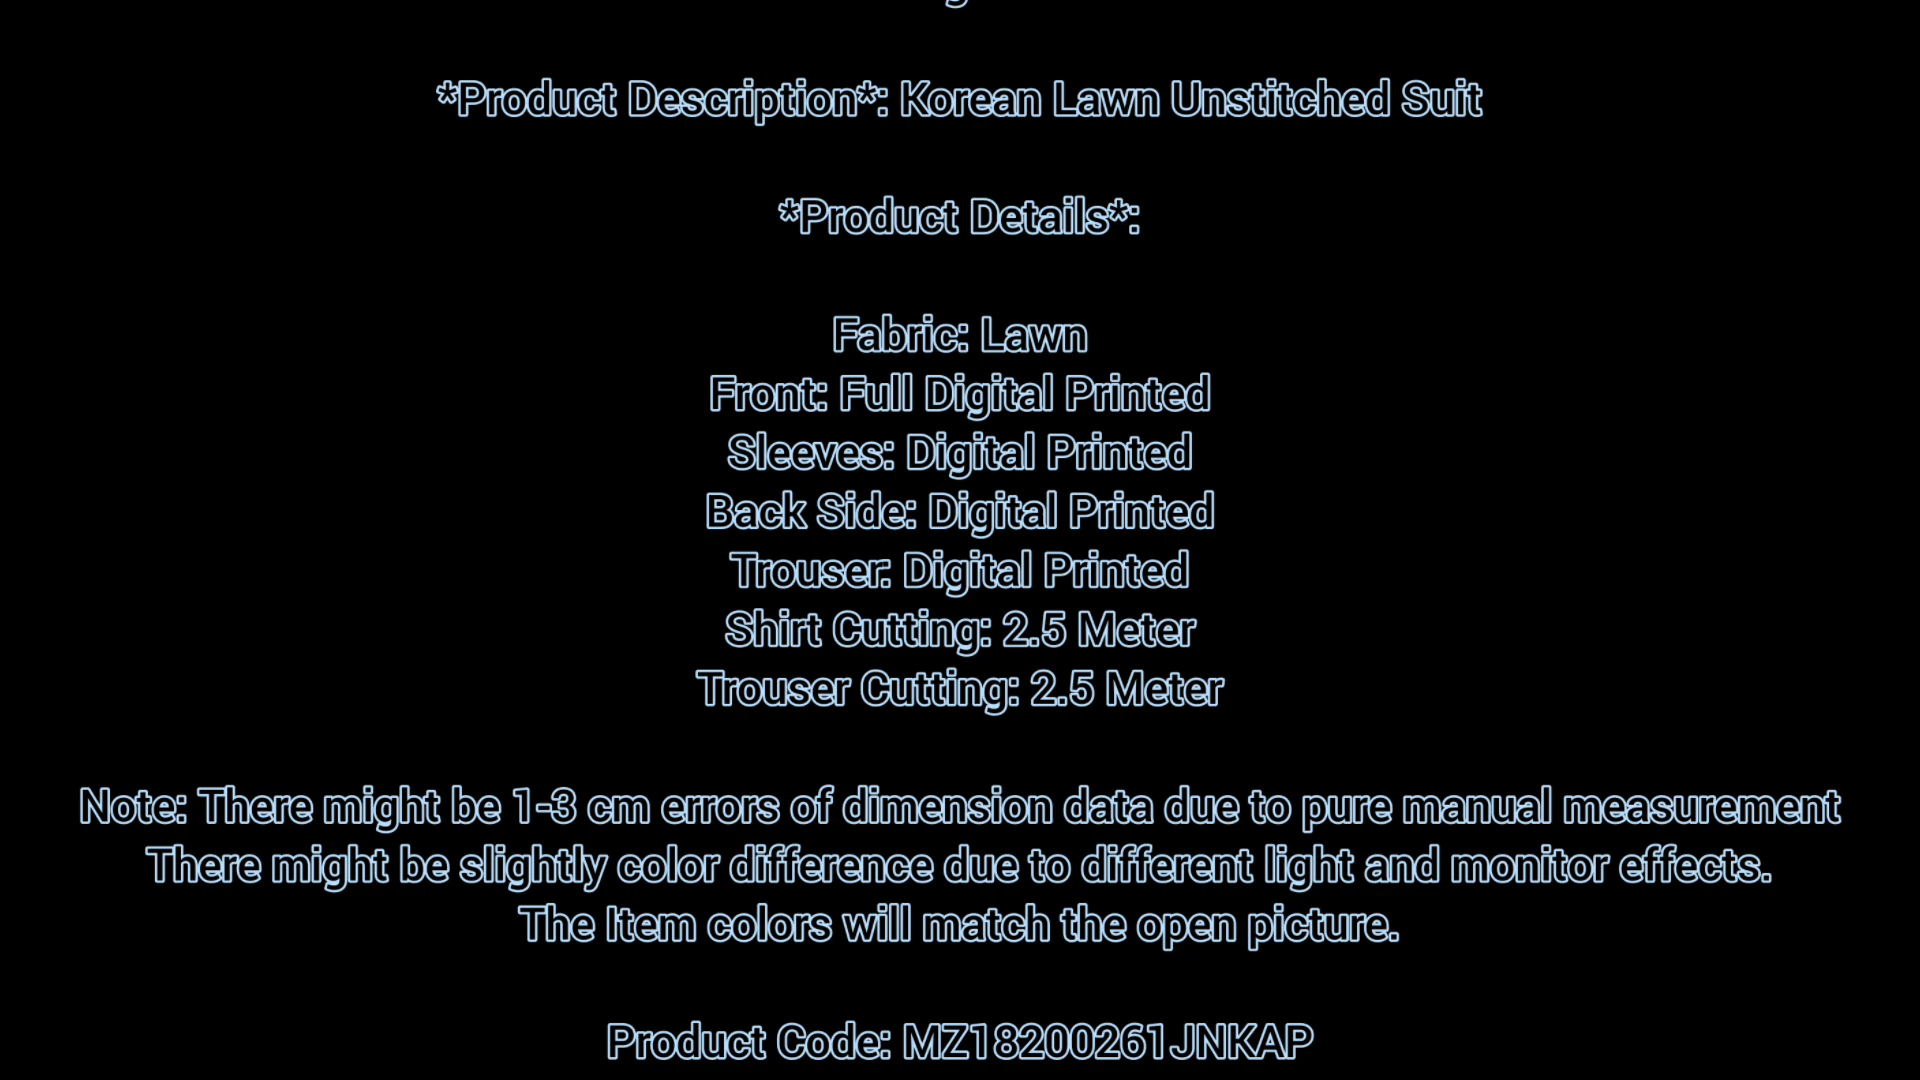 *Product Description*: Korean Lawn Unstitched Suit
*Product Details*:
Fabric: Lawn
Front: Full Digital Printed
Sleeves: Digital Printed
Back Side: Digital Printed
Trouser: Digital Printed
Shirt Cutting: 2.5 Meter
Trouser Cutting: 2.5 Meter
Note: There might be 1-3 cm errors of dimension data due to pure manual measurement
There might be slightly color difference due to different light and monitor effects.
The Item colors will match the open picture.
Product Code: MZ18200261JNKAP